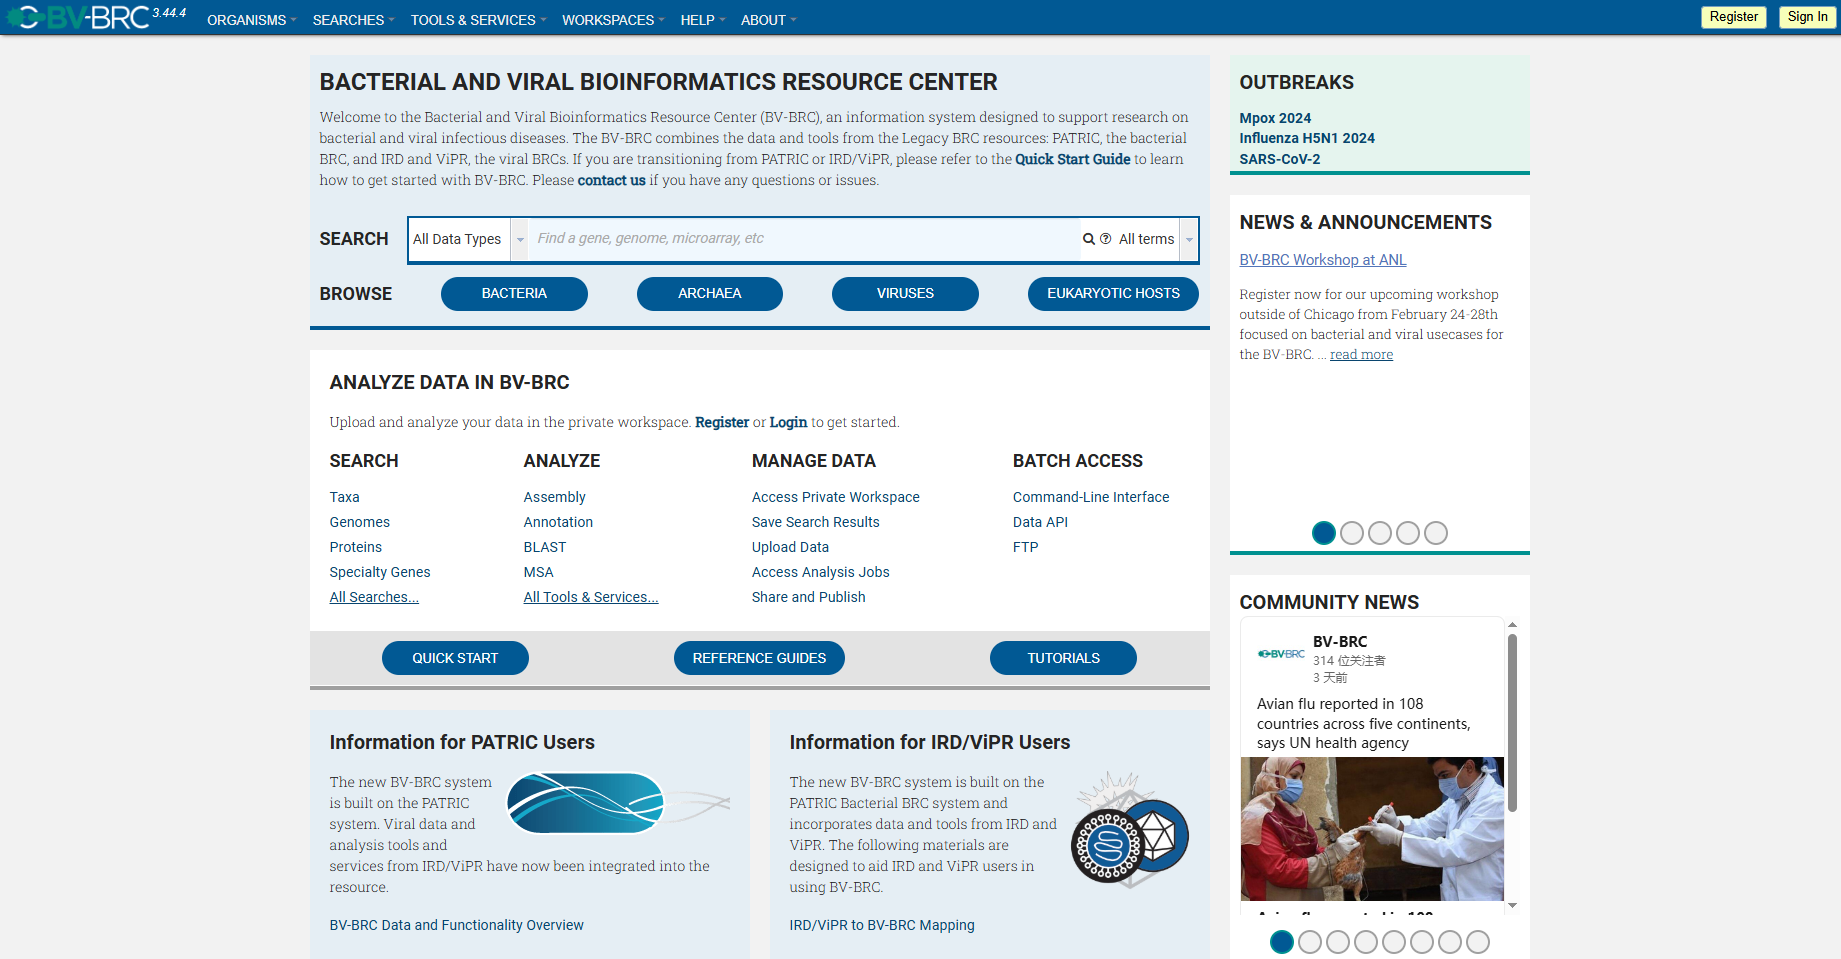 BV-BRC 3.44.4
ORGANISMS SEARCHES TOOLS & SERVICES WORKSPACES HELP ABOUT
Register Sign In
BACTERIAL AND VIRAL BIOINFORMATICS RESOURCE CENTER
Welcome to the Bacterial and Viral Bioinformatics Resource Center (BV-BRC), an information system designed to support research on
bacterial and viral infectious diseases. The BV-BRC combines the data and tools from the Legacy BRC resources: PATRIC, the bacterial
BRC, and IRD and ViPR, the viral BRCs. If you are transitioning from PATRIC or IRD/ViPR, please refer to the Quick Start Guide to learn
how to get started with BV-BRC. Please contact us if you have any questions or issues.
SEARCH All Data Types Find a gene, genome, microarray, etc All terms
BROWSE BACTERIA ARCHAEA VIRUSES EUKARYOTIC HOSTS
ANALYZE DATA IN BV-BRC
Upload and analyze your data in the private workspace. Register or Login to get started.
SEARCH
Taxa
Genomes
Proteins
Specialty Genes
All Searches...
ANALYZE
Assembly
Annotation
BLAST
MSA
All Tools & Services...
MANAGE DATA
Access Private Workspace
Save Search Results
Upload Data
Access Analysis Jobs
Share and Publish
BATCH ACCESS
Command-Line Interface
Data API
FTP
QUICK START REFERENCE GUIDES TUTORIALS
Information for PATRIC Users
The new BV-BRC system
is built on the PATRIC
system. Viral data and
analysis tools and
services from IRD/ViPR have now been integrated into the
resource.
BV-BRC Data and Functionality Overview
Information for IRD/ViPR Users
The new BV-BRC system is built on the
PATRIC Bacterial BRC system and
incorporates data and tools from IRD and
ViPR. The following materials are
designed to aid IRD and ViPR users in
using BV-BRC.
IRD/ViPR to BV-BRC Mapping
OUTBREAKS
Mpox 2024
Influenza H5N1 2024
SARS-CoV-2
NEWS & ANNOUNCEMENTS
BV-BRC Workshop at ANL
Register now for our upcoming workshop
outside of Chicago from February 24-28th
focused on bacterial and viral usecases for
the BV-BRC. ... read more
COMMUNITY NEWS
BV-BRC
BV-BRC
314 位关注者
3 天前
Avian flu reported in 108
countries across five continents,
says UN health agency